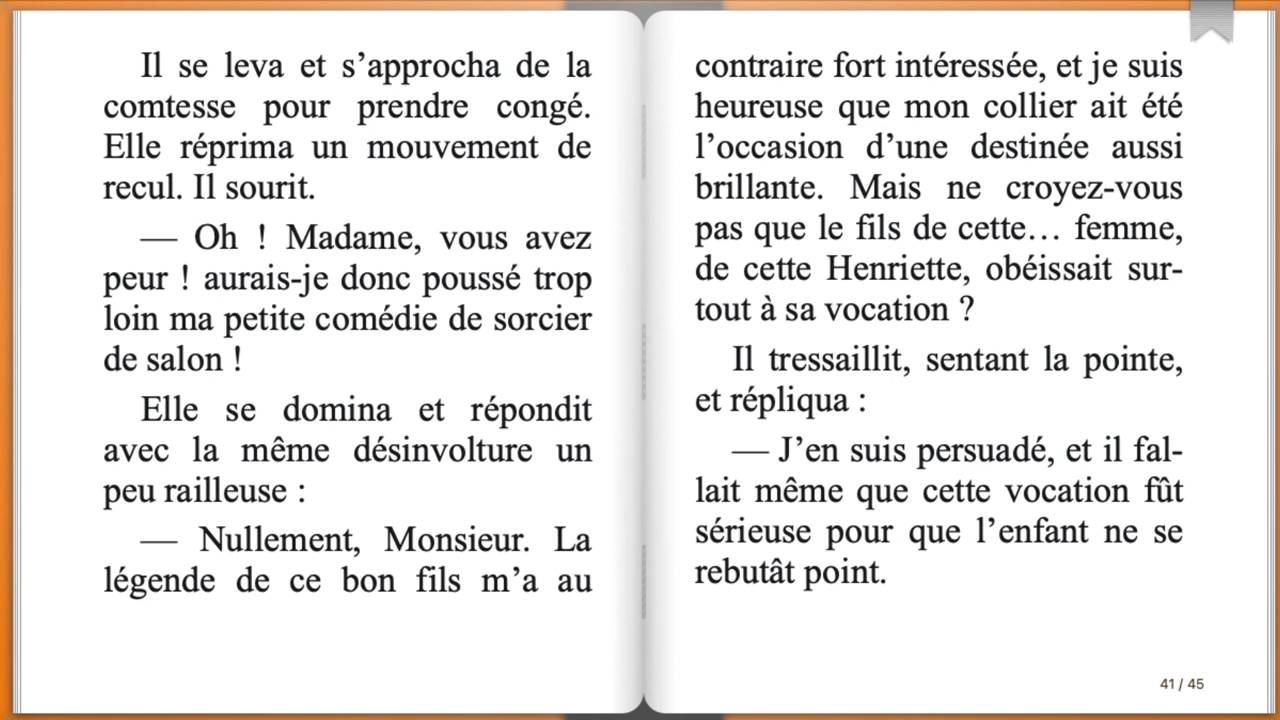 Il se leva et s’approcha de la
comtesse pour prendre congé.
Elle réprima un mouvement de
recul. Il sourit.
— Oh ! Madame, vous avez
peur ! aurais-je donc poussé trop
loin ma petite comédie de sorcier
de salon !
Elle se domina et répondit
avec la même désinvolture un
peu railleuse :
— Nullement, Monsieur. La
légende de ce bon fils m’a au
contraire fort intéressée, et je suis
heureuse que mon collier ait été
l’occasion d’une destinée aussi
brillante. Mais ne croyez-vous
pas que le fils de cette… femme,
de cette Henriette, obéissait sur-
tout à sa vocation ?
Il tressaillit, sentant la pointe,
et répliqua :
— J’en suis persuadé, et il fal-
lait même que cette vocation fût
sérieuse pour que l’enfant ne se
rebutât point.
41 / 45